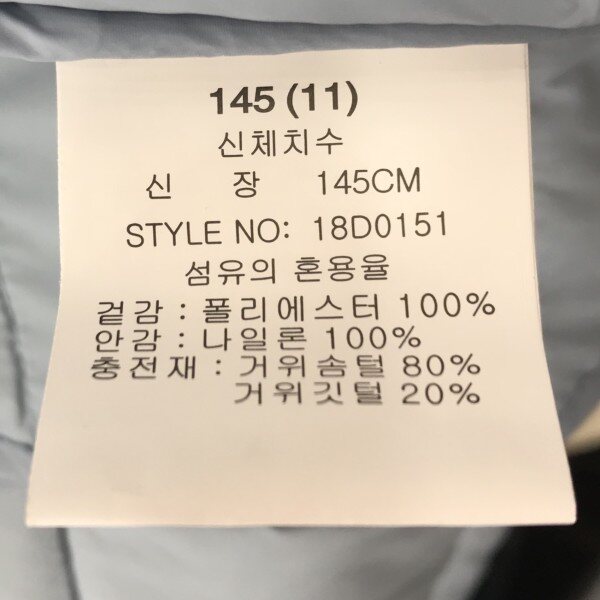 145 (11)
신체치수
신 장 145CM
STYLE NO: 18D0151
섬유의 혼용율
겉감 : 폴리에스터 100%
안감 : 나일론 100%
충전재 : 거위솜털 80%
거위깃털 20%